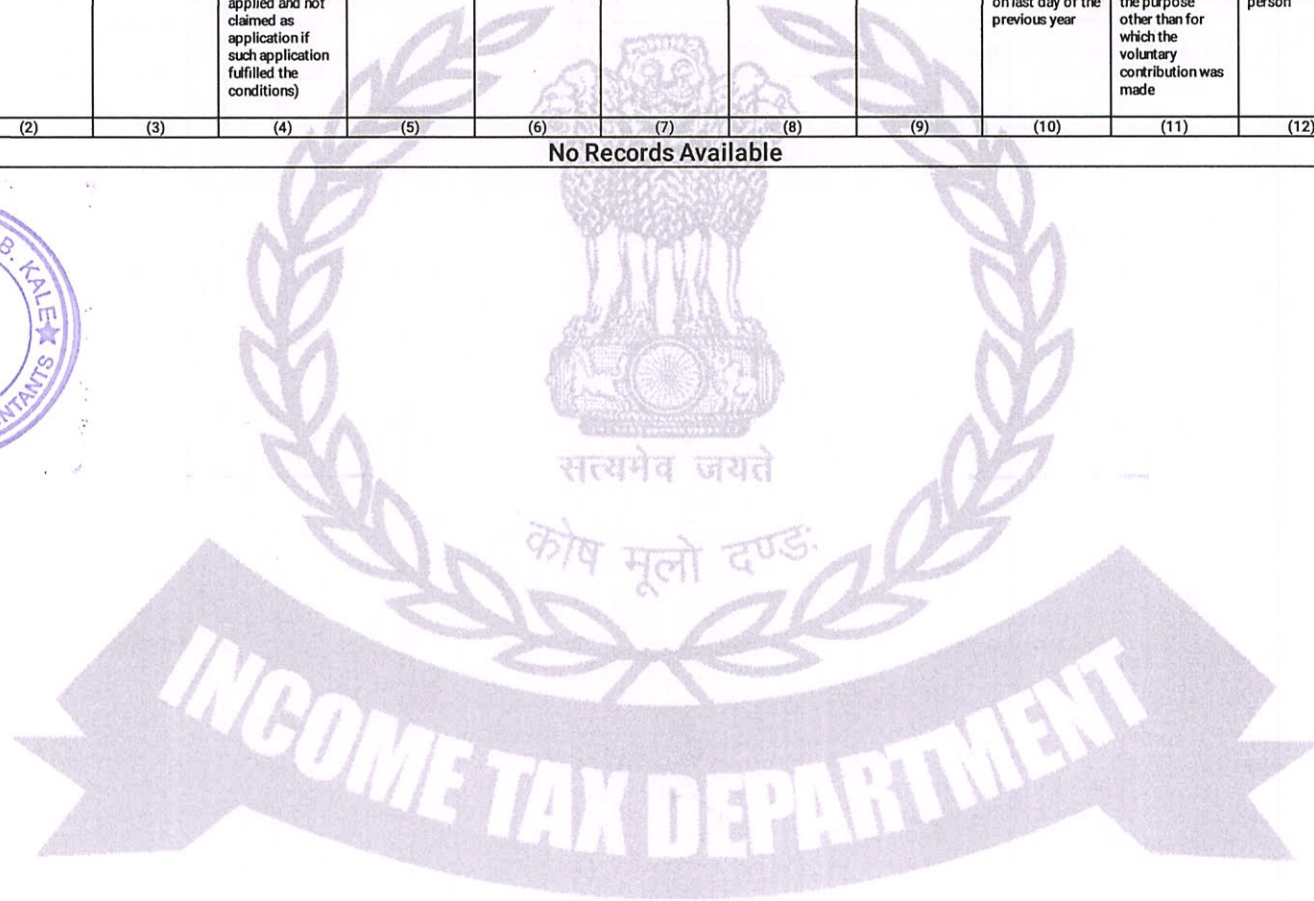 applied and not
claimed as
application if
such application
fulfilled the
conditions)
on last day of the
previous year
the purpose
other than for
which the
voluntary
contribution was
made
person
(2) (3) (4) (5) (6) (7) (8) (9) (10) (11) (12)
No Records Available
B. KALE
सत्यमेव जयते
कोष मूलो दण्डः
INCOME TAX DEPARTMENT